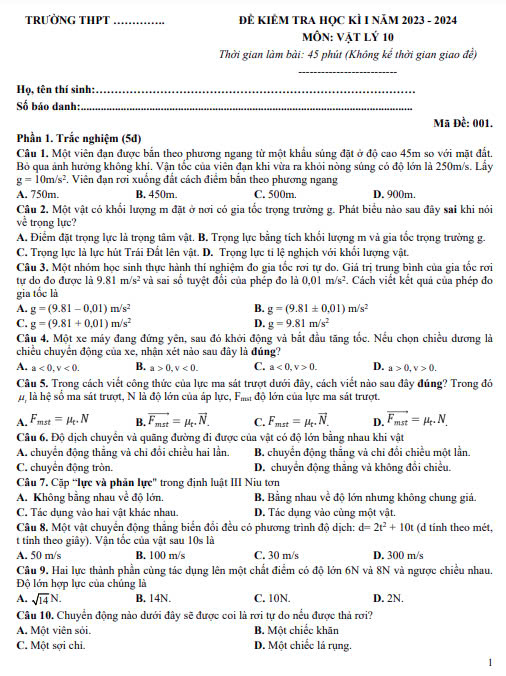 TRƯỜNG THPT .............. ĐỀ KIỂM TRA HỌC KÌ I NĂM 2023 - 2024
MÔN: VẬT LÝ 10
Thời gian làm bài: 45 phút (Không kể thời gian giao đề)
Họ, tên thí sinh:..........................................................................
Số báo danh:...............................................................................
Mã Đề: 001.
Phần 1. Trắc nghiệm (5đ)
Câu 1. Một viên đạn được bắn theo phương ngang từ một khẩu súng đặt ở độ cao 45m so với mặt đất.
Bỏ qua ảnh hưởng không khí. Vận tốc của viên đạn khi vừa ra khỏi nòng súng có độ lớn là 250m/s. Lấy
g = 10m/s². Viên đạn rơi xuống đất cách điểm bắn theo phương ngang
A. 750m. B. 450m. C. 500m. D. 900m.
Câu 2. Một vật có khối lượng m đặt ở nơi có gia tốc trọng trường g. Phát biểu nào sau đây sai khi nói
về trọng lực?
A. Điểm đặt trọng lực là trọng tâm vật. B. Trọng lực bằng tích khối lượng m và gia tốc trọng trường g.
C. Trọng lực là lực hút Trái Đất lên vật. D. Trọng lực tỉ lệ nghịch với khối lượng vật.
Câu 3. Một nhóm học sinh thực hành thí nghiệm đo gia tốc rơi tự do. Giá trị trung bình của gia tốc rơi
tự do đo được là 9.81 m/s² và sai số tuyệt đối của phép đo là 0,01 m/s². Cách viết kết quả của phép đo
gia tốc là
A. g = (9.81 − 0,01) m/s² B. g = (9.81 ± 0,01) m/s²
C. g = (9.81 + 0,01) m/s² D. g = 9.81 m/s²
Câu 4. Một xe máy đang đứng yên, sau đó khởi động và bắt đầu tăng tốc. Nếu chọn chiều dương là
chiều chuyển động của xe, nhận xét nào sau đây là đúng?
A. a < 0, v < 0. B. a > 0, v < 0. C. a < 0, v > 0. D. a > 0, v > 0.
Câu 5. Trong cách viết công thức của lực ma sát trượt dưới đây, cách viết nào sau đây đúng? Trong đó
μₜ là hệ số ma sát trượt, N là độ lớn của áp lực, Fₘₛₜ độ lớn của lực ma sát trượt.
A. Fₘₛₜ = μₜ.N B. $\overrightarrow{F_{mst}}$ = μₜ.$\overrightarrow{N}$. C. Fₘₛₜ = μₜ.$\overrightarrow{N}$. D. $\overrightarrow{F_{mst}}$ = μₜ.N
Câu 6. Độ dịch chuyển và quãng đường đi được của vật có độ lớn bằng nhau khi vật
A. chuyển động thẳng và chỉ đổi chiều hai lần. B. chuyển động thẳng và chỉ đổi chiều một lần.
C. chuyển động tròn. D. chuyển động thẳng và không đổi chiều.
Câu 7. Cặp “lực và phản lực” trong định luật III Niu tơn
A. Không bằng nhau về độ lớn. B. Bằng nhau về độ lớn nhưng không chung giá.
C. Tác dụng vào hai vật khác nhau. D. Tác dụng vào cùng một vật.
Câu 8. Một vật chuyển động thẳng biến đổi đều có phương trình độ dịch: d= 2t² + 10t (d tính theo mét,
t tính theo giây). Vận tốc của vật sau 10s là
A. 50 m/s B. 100 m/s C. 30 m/s D. 300 m/s
Câu 9. Hai lực thành phần cùng tác dụng lên một chất điểm có độ lớn 6N và 8N và ngược chiều nhau.
Độ lớn hợp lực của chúng là
A. √14 N. B. 14N. C. 10N. D. 2N.
Câu 10. Chuyển động nào dưới đây sẽ được coi là rơi tự do nếu được thả rơi?
A. Một viên sỏi. B. Một chiếc khăn
C. Một sợi chỉ. D. Một chiếc lá rụng.
1